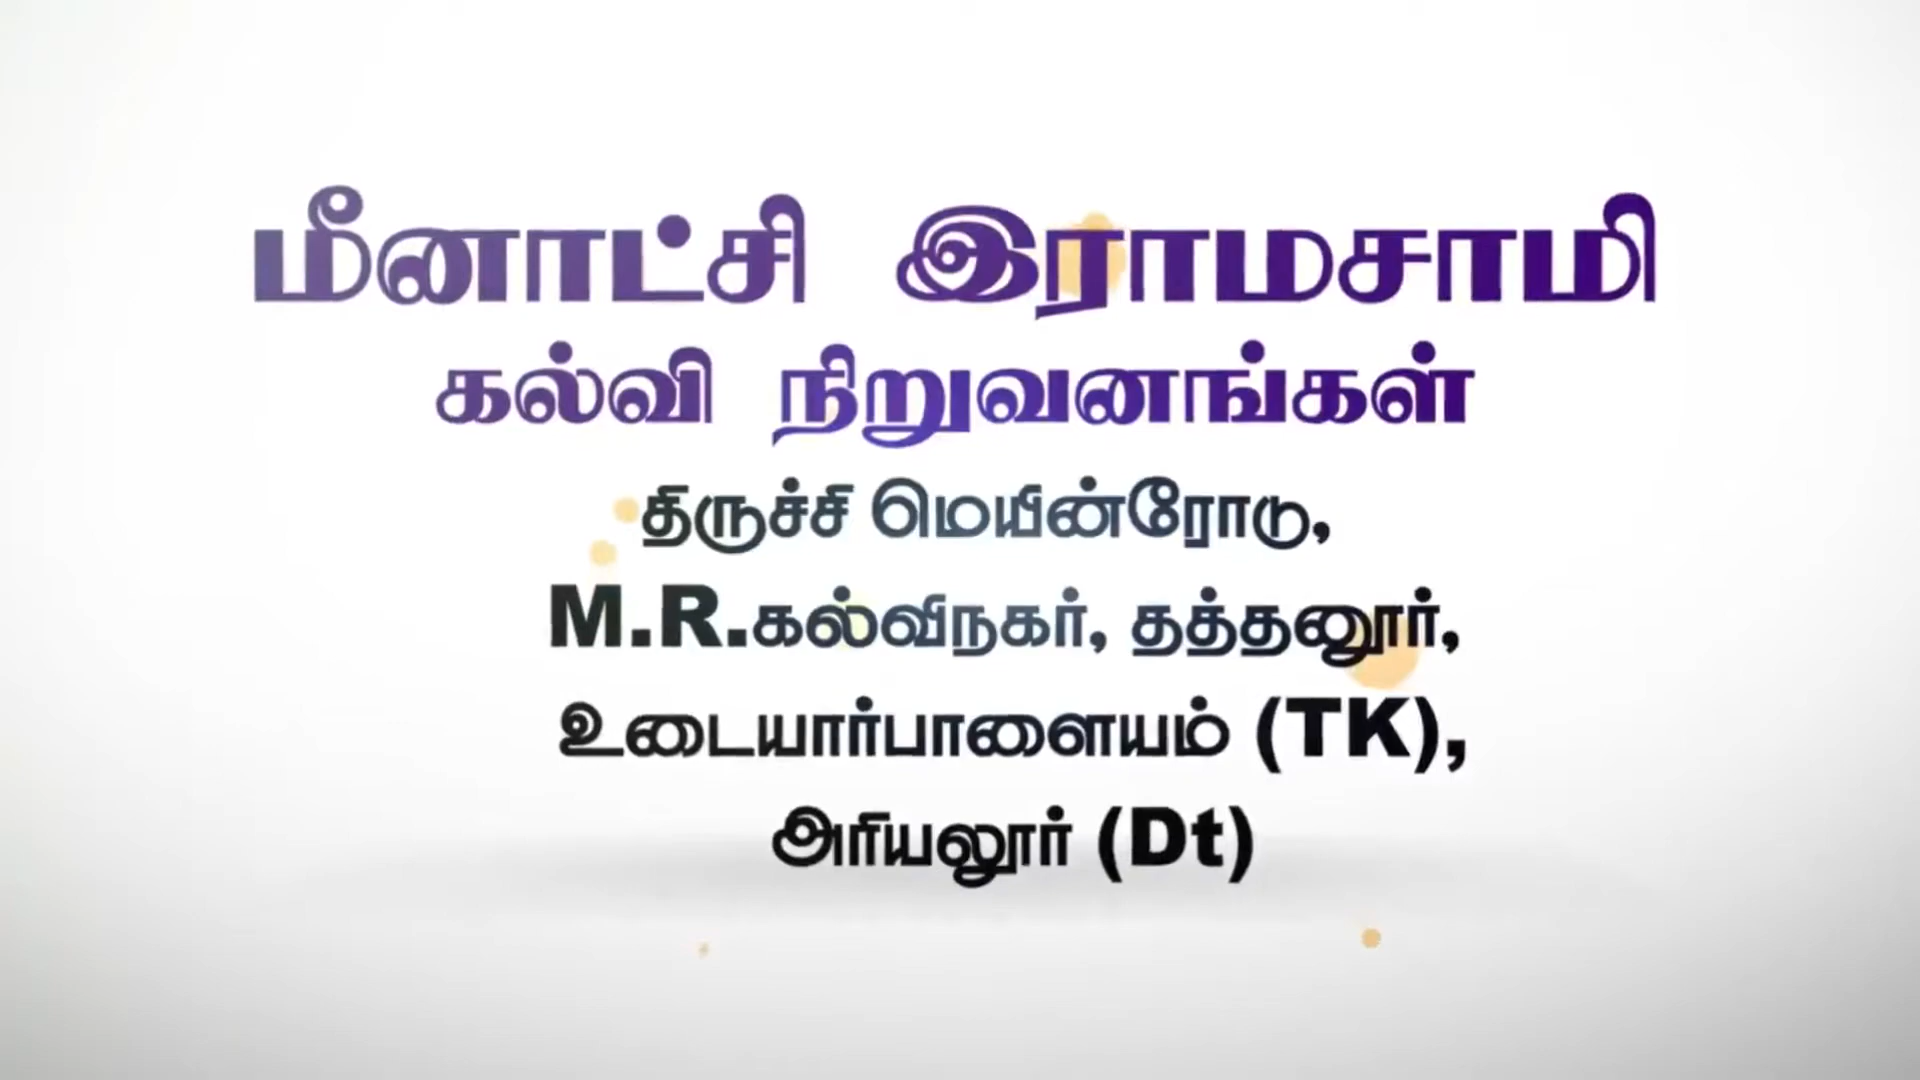 மீனாட்சி இராமசாமி
கல்வி நிறுவனங்கள்
திருச்சி மெயின்ரோடு,
M.R.கல்விநகர், தத்தனூர்,
உடையார்பாளையம் (TK),
அரியலூர் (Dt)